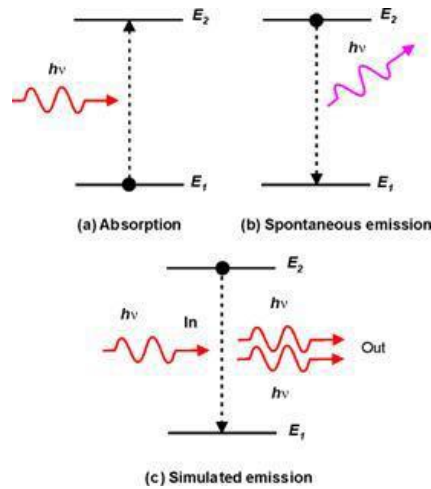 E₂
hν
E₁
(a) Absorption
E₂
hν
E₁
(b) Spontaneous emission
E₂
hν
In
hν
Out
hν
E₁
(c) Simulated emission